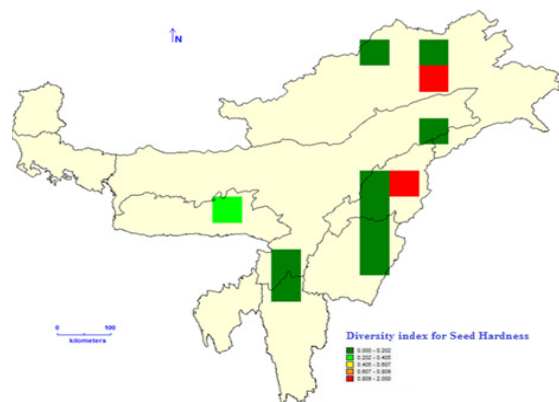 N
0 100
kilometers
Diversity index for Seed Hardness
0.000 - 0.202
0.202 - 0.405
0.405 - 0.607
0.607 - 0.809
0.809 - 2.000